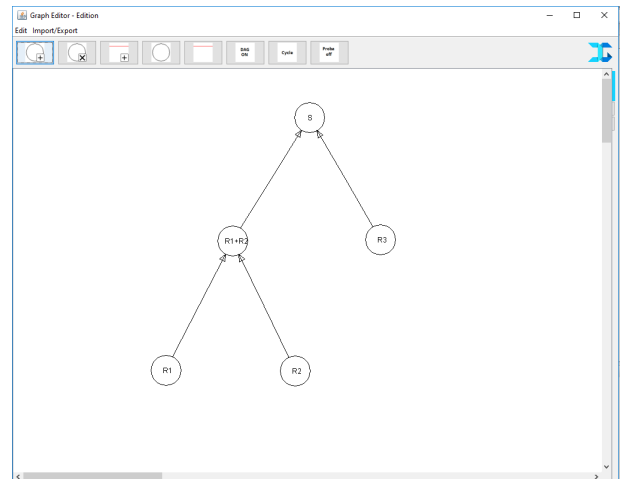 Graph Editor - Edition
Edit Import/Export
DAG
ON
Cycle
Probe
off
S
R1+R2
R3
R1
R2